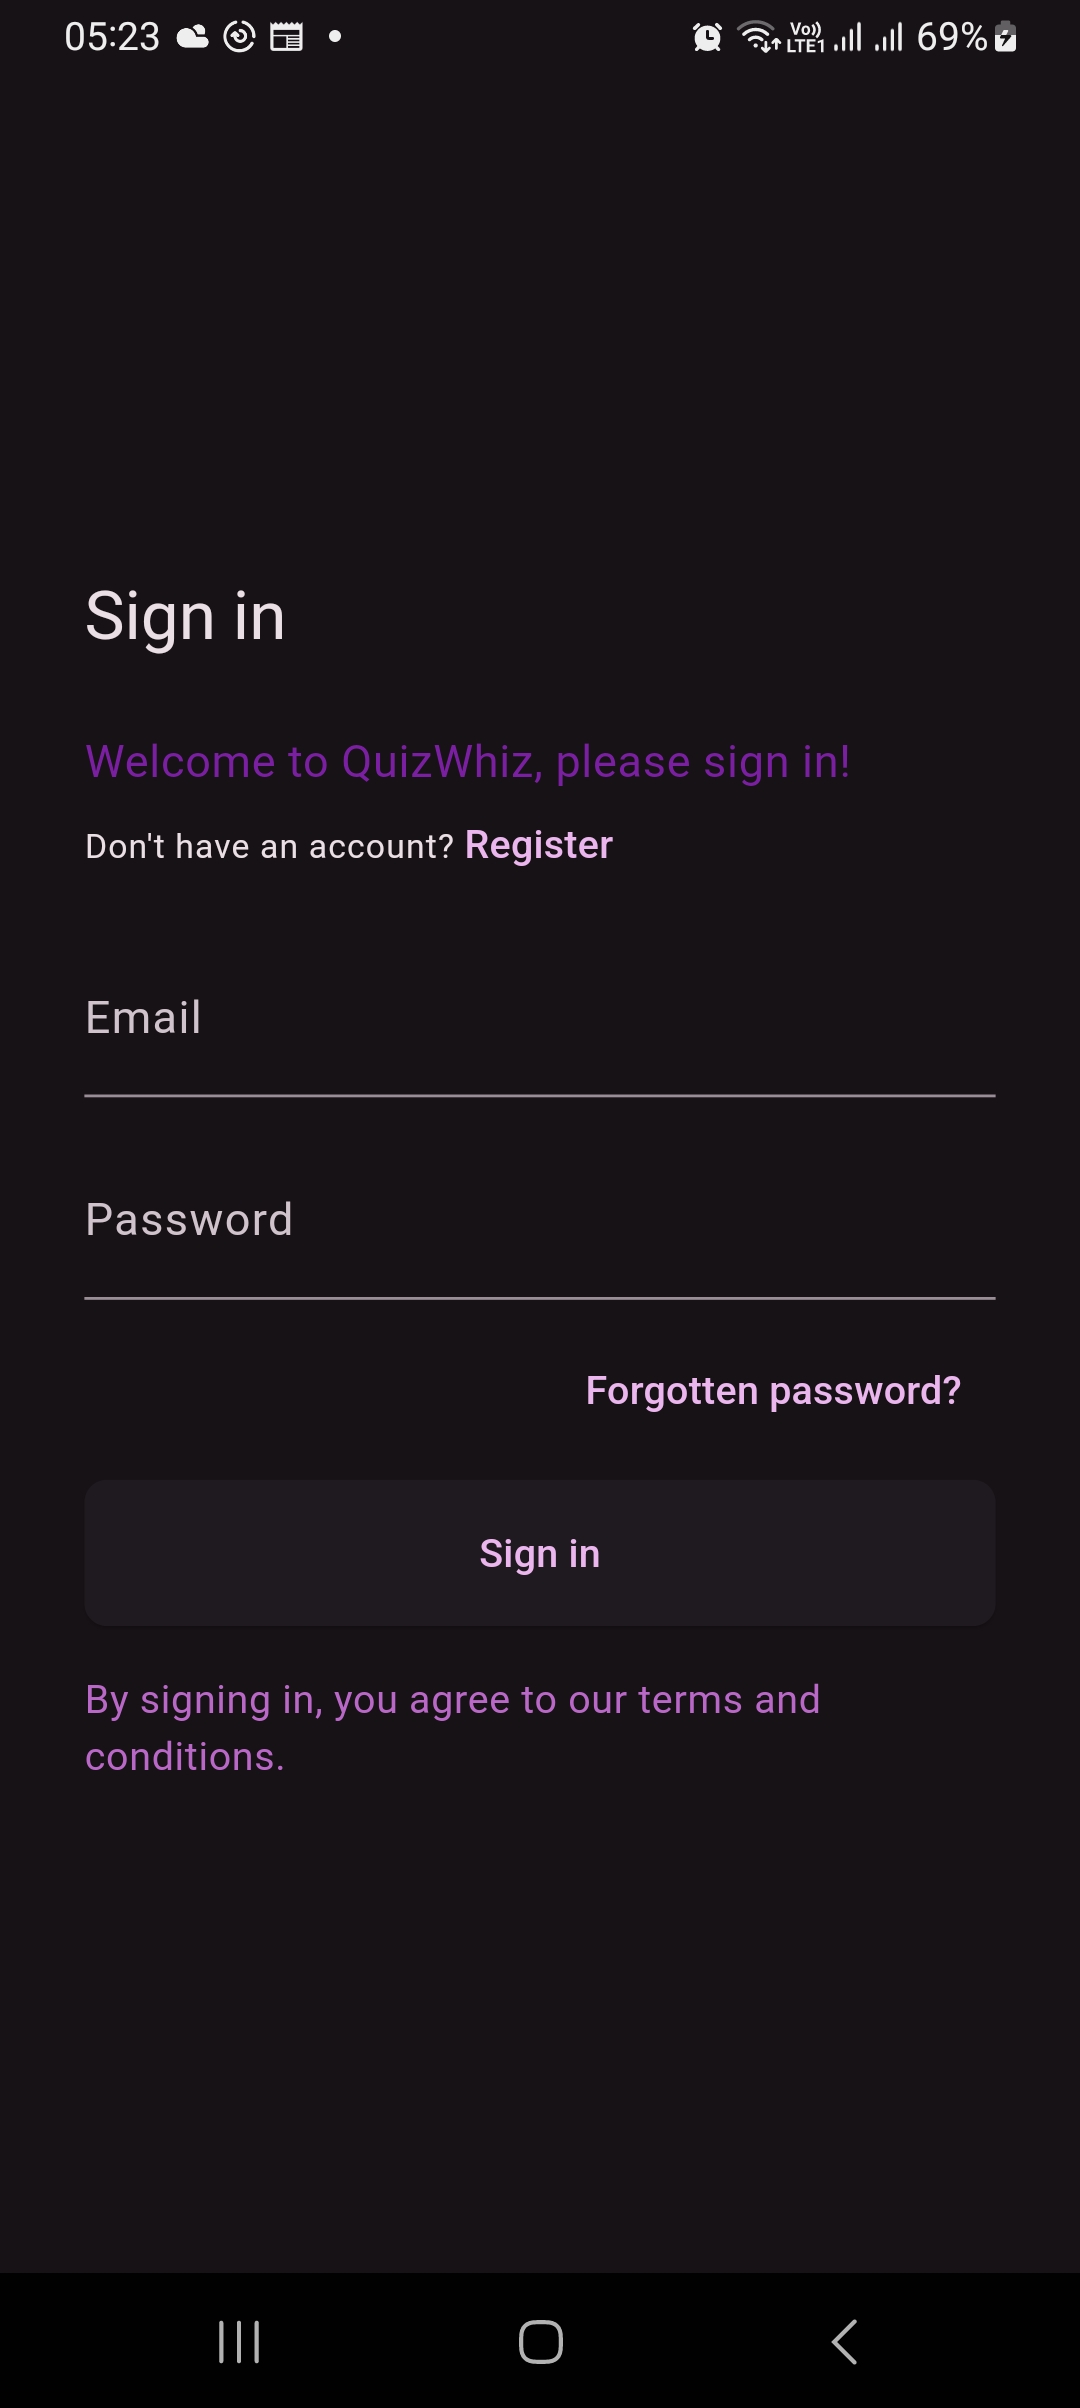 05:23 Vo)) LTE1 69%
Sign in
Welcome to QuizWhiz, please sign in!
Don't have an account? Register
Email
Password
Forgotten password?
Sign in
By signing in, you agree to our terms and
conditions.